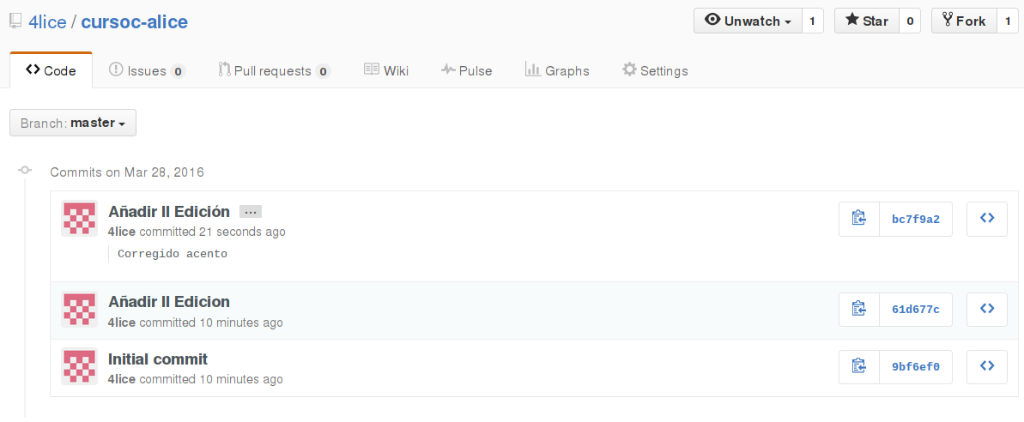 4lice / cursoc-alice Unwatch 1 Star 0 Fork 1
Code Issues 0 Pull requests 0 Wiki Pulse Graphs Settings
Branch: master
Commits on Mar 28, 2016
Añadir II Edición ...
4lice committed 21 seconds ago
bc7f9a2
Corregido acento
Añadir II Edicion
4lice committed 10 minutes ago
61d677c
Initial commit
4lice committed 10 minutes ago
9bf6ef0